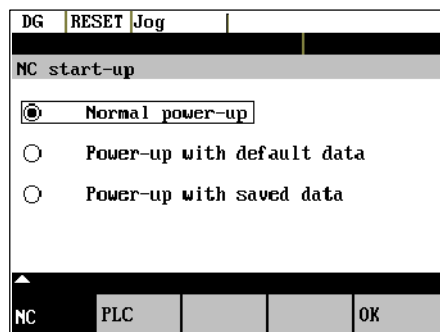 DG RESET Jog
NC start-up
Normal power-up
Power-up with default data
Power-up with saved data
NC PLC OK